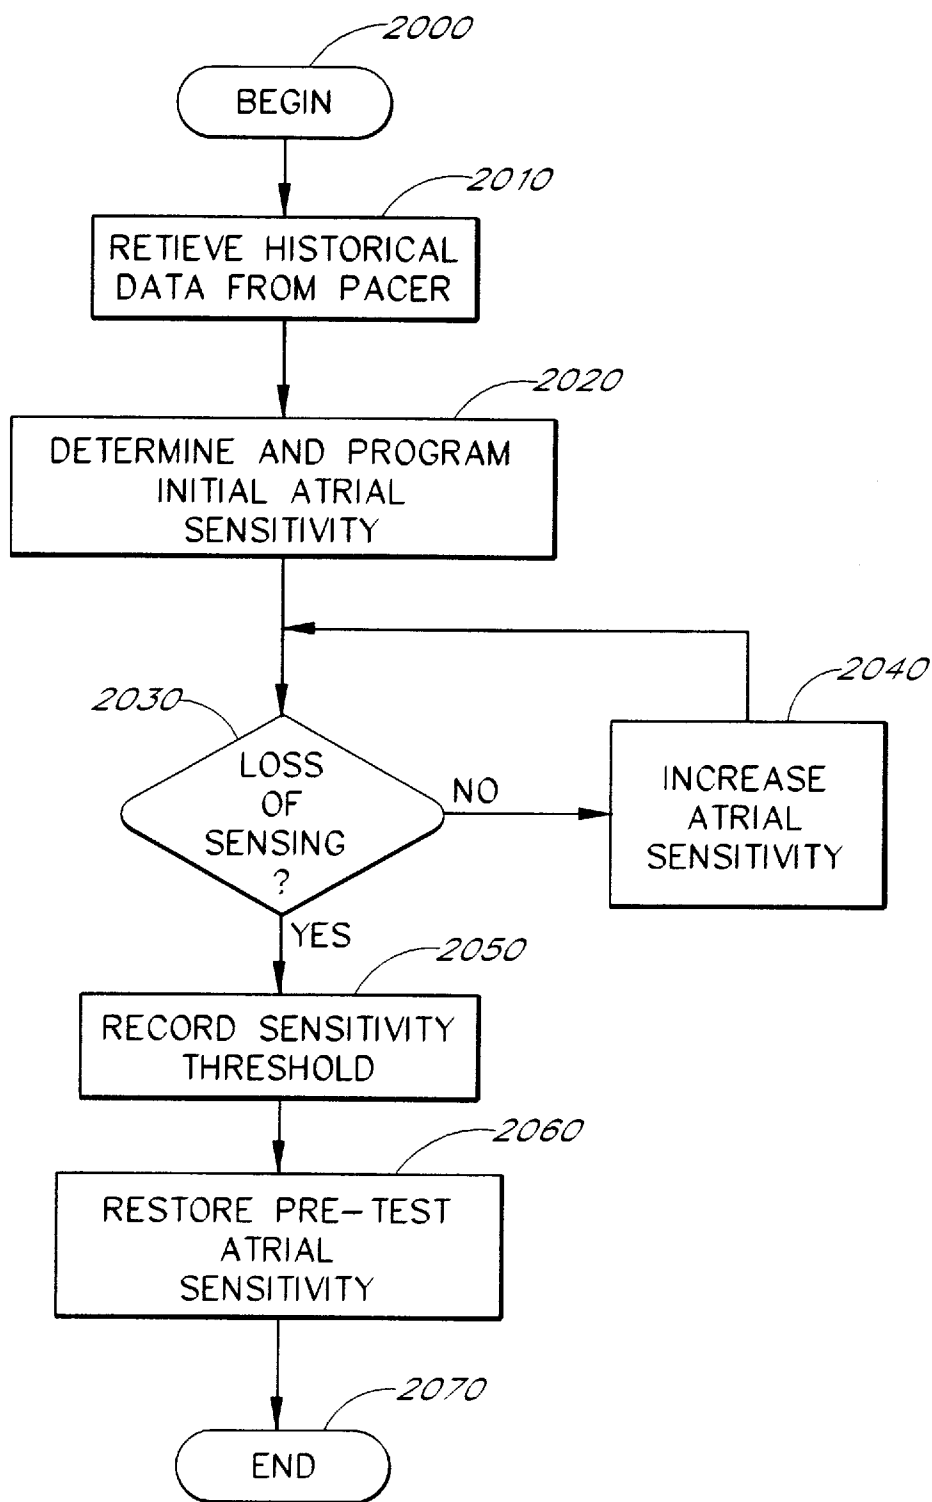 2000
BEGIN
2010
RETIEVE HISTORICAL
DATA FROM PACER
2020
DETERMINE AND PROGRAM
INITIAL ATRIAL
SENSITIVITY
2030
LOSS
OF
SENSING
?
NO
2040
INCREASE
ATRIAL
SENSITIVITY
YES
2050
RECORD SENSITIVITY
THRESHOLD
2060
RESTORE PRE-TEST
ATRIAL
SENSITIVITY
2070
END